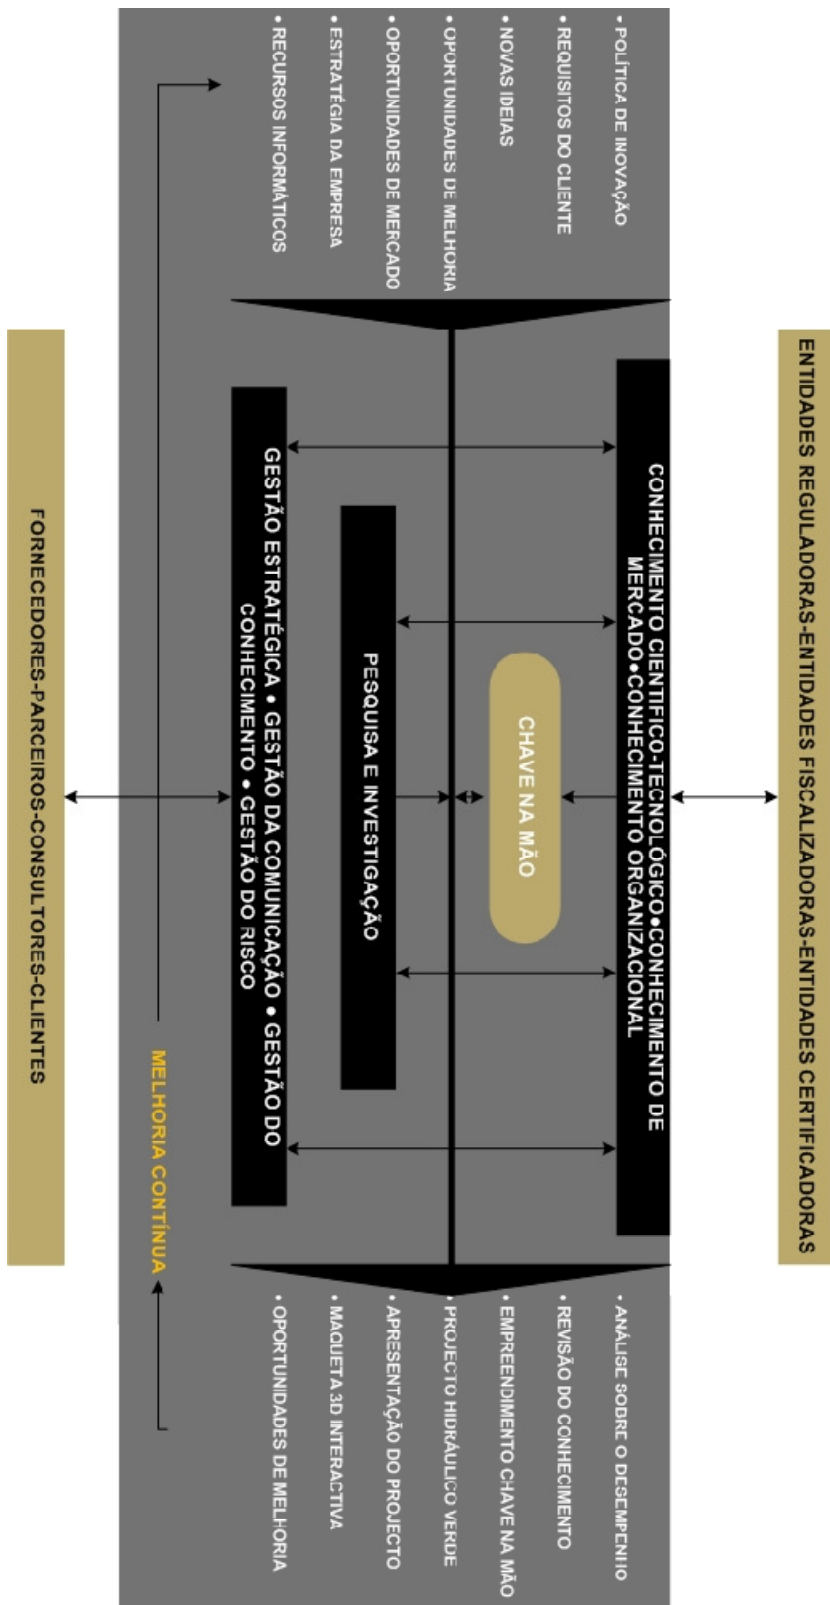 ENTIDADES REGULADORAS-ENTIDADES FISCALIZADORAS-ENTIDADES CERTIFICADORAS
• POLÍTICA DE INOVAÇÃO
• REQUISITOS DO CLIENTE
• NOVAS IDEIAS
• OPORTUNIDADES DE MELHORIA
• OPORTUNIDADES DE MERCADO
• ESTRATÉGIA DA EMPRESA
• RECURSOS INFORMÁTICOS
CONHECIMENTO CIENTIFICO-TECNOLÓGICO•CONHECIMENTO DE
MERCADO•CONHECIMENTO ORGANIZACIONAL
CHAVE NA MÃO
PESQUISA E INVESTIGAÇÃO
GESTÃO ESTRATÉGICA • GESTÃO DA COMUNICAÇÃO • GESTÃO DO
CONHECIMENTO • GESTÃO DO RISCO
• ANÁLISE SOBRE O DESEMPENHO
• REVISÃO DO CONHECIMENTO
• EMPREENDIMENTO CHAVE NA MÃO
• PROJECTO HIDRÁULICO VERDE
• APRESENTAÇÃO DO PROJECTO
• MAQUETA 3D INTERACTIVA
• OPORTUNIDADES DE MELHORIA
MELHORIA CONTÍNUA
FORNECEDORES-PARCEIROS-CONSULTORES-CLIENTES